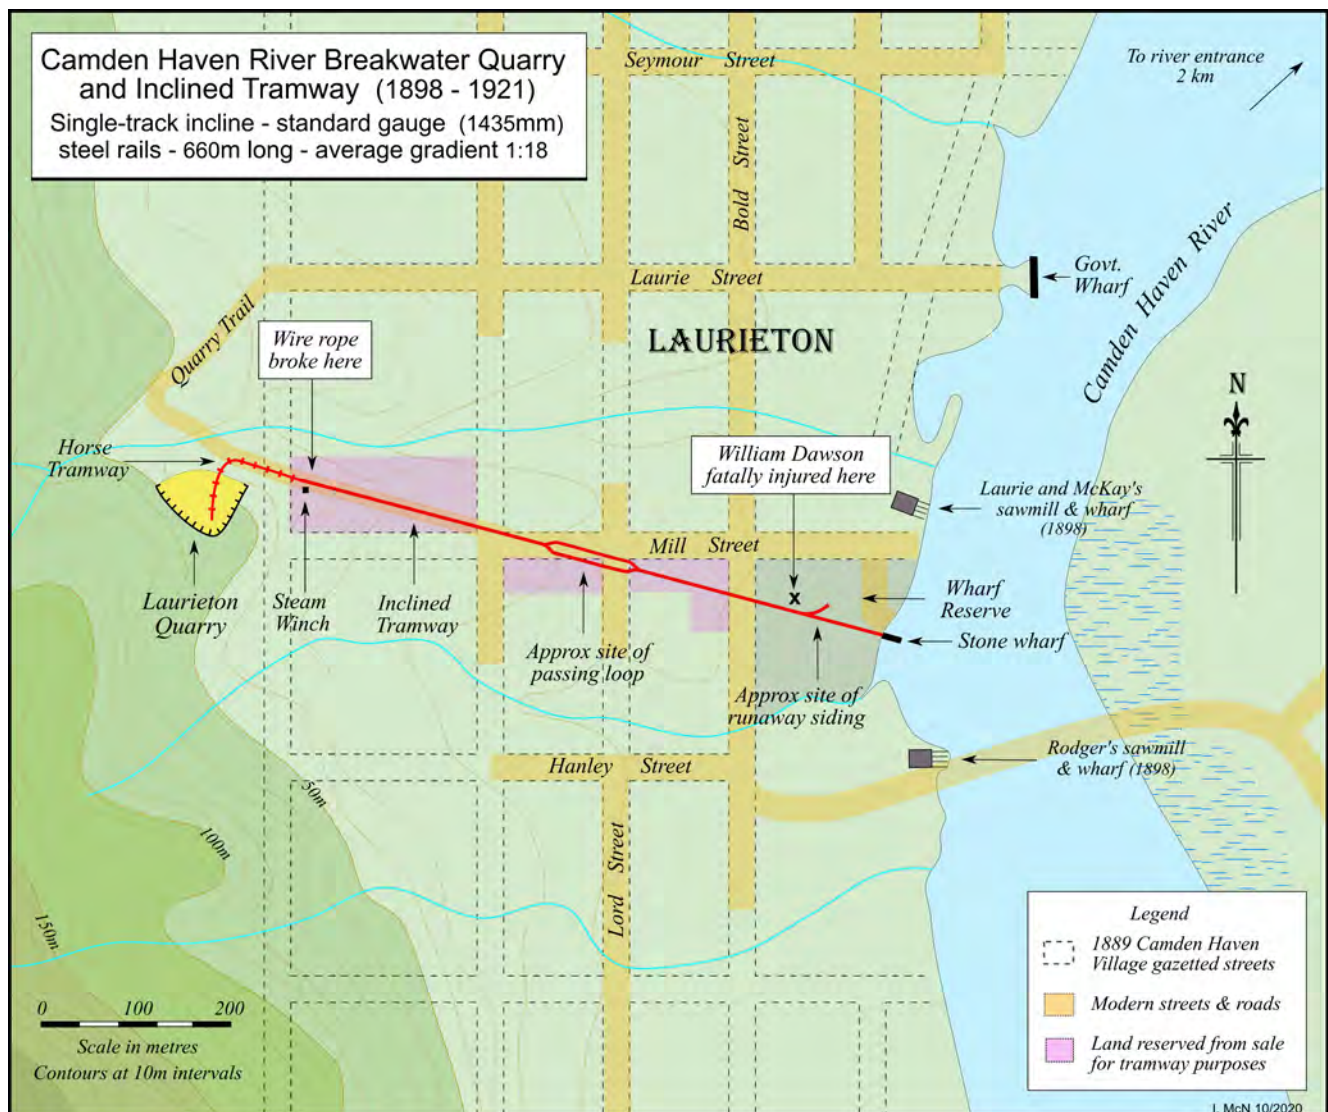 Camden Haven River Breakwater Quarry
and Inclined Tramway (1898 - 1921)
Single-track incline - standard gauge (1435mm)
steel rails - 660m long - average gradient 1:18
Seymour Street
To river entrance
2 km
Bold Street
Camden Haven River
Laurie Street
Govt.
Wharf
Quarry Trail
Wire rope
broke here
LAURIETON
N
Horse
Tramway
William Dawson
fatally injured here
Laurie and McKay's
sawmill & wharf
(1898)
Mill Street
Laurieton
Quarry
Steam
Winch
Inclined
Tramway
Wharf
Reserve
Stone wharf
Approx site of
passing loop
Approx site of
runaway siding
Hanley Street
Rodger's sawmill
& wharf (1898)
50m
100m
150m
Lord Street
0 100 200
Scale in metres
Contours at 10m intervals
Legend
1889 Camden Haven
Village gazetted streets
Modern streets & roads
Land reserved from sale
for tramway purposes
x
L McN 10/2020